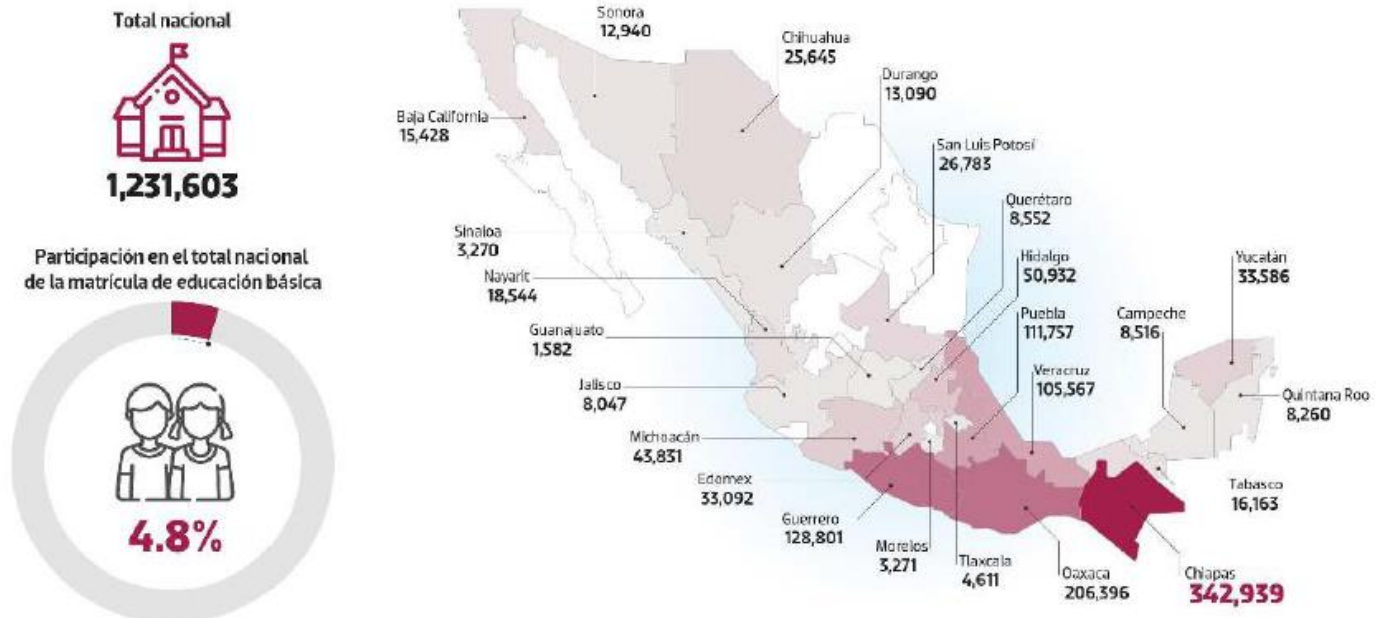 Total nacional
1,231,603
Participación en el total nacional
de la matrícula de educación básica
4.8%
Sonora
12,940
Chihuahua
25,645
Durango
13,090
Baja California
15,428
San Luis Potosí
26,783
Querétaro
8,552
Sinaloa
3,270
Hidalgo
50,932
Yucatán
33,586
Nayarit
18,544
Puebla
111,757
Campeche
8,516
Guanajuato
1,582
Veracruz
105,567
Jalisco
8,047
Quintana Roo
8,260
Michoacán
43,831
Edomex
33,092
Tabasco
16,163
Guerrero
128,801
Morelos
3,271
Tlaxcala
4,611
Oaxaca
206,396
Chiapas
342,939